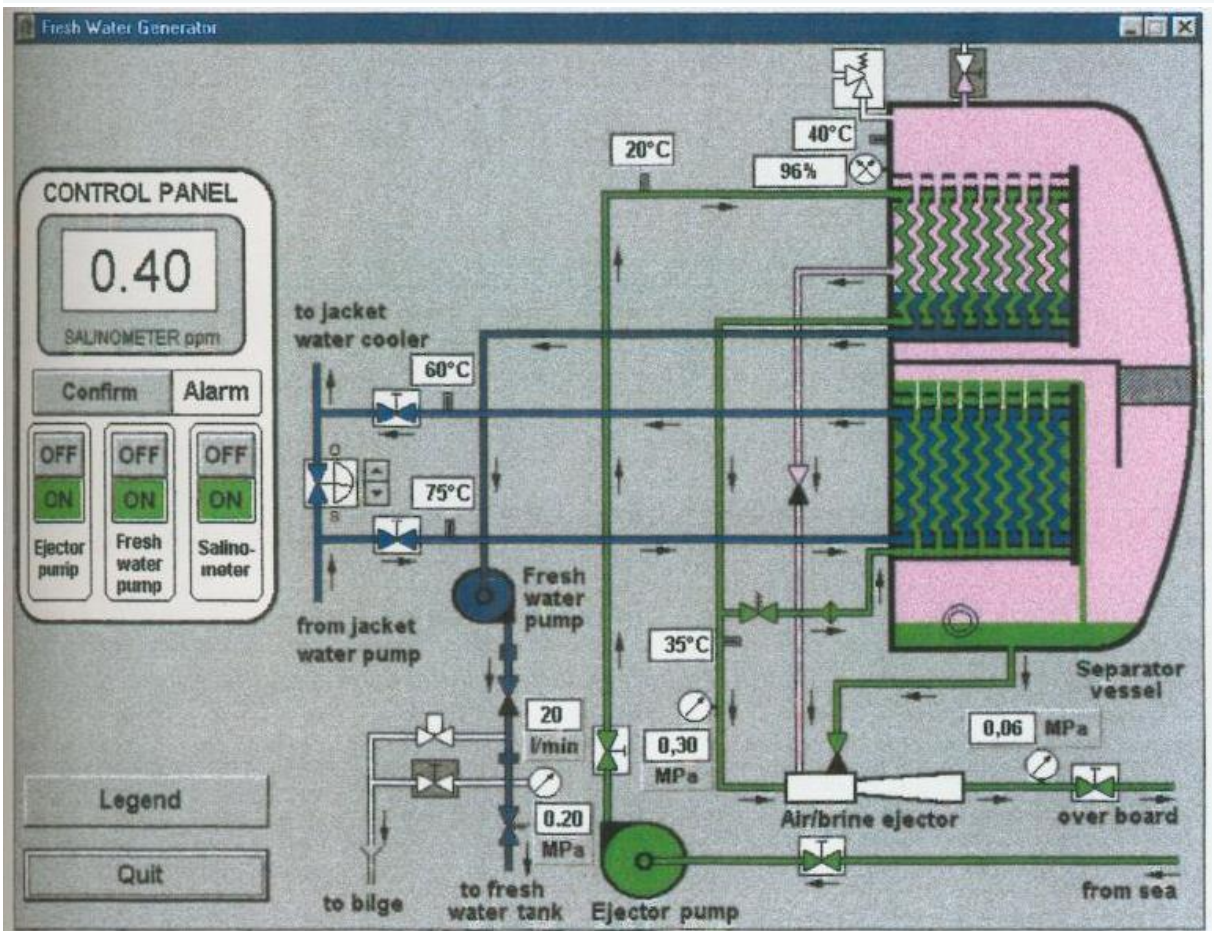 Fresh Water Generator
40°C
20°C
96%
CONTROL PANEL
0.40
SALINOMETER ppm
to jacket
water cooler
60°C
Confirm
Alarm
OFF
OFF
OFF
O
ON
ON
ON
S
75°C
Ejector
pump
Fresh
water
pump
Salino-
meter
Fresh
water
pump
from jacket
water pump
35°C
Separator
vessel
20
l/min
0,30
MPa
0,06 MPa
Legend
0.20
MPa
Air/brine ejector
over board
Quit
to bilge
to fresh
water tank
Ejector pump
from sea